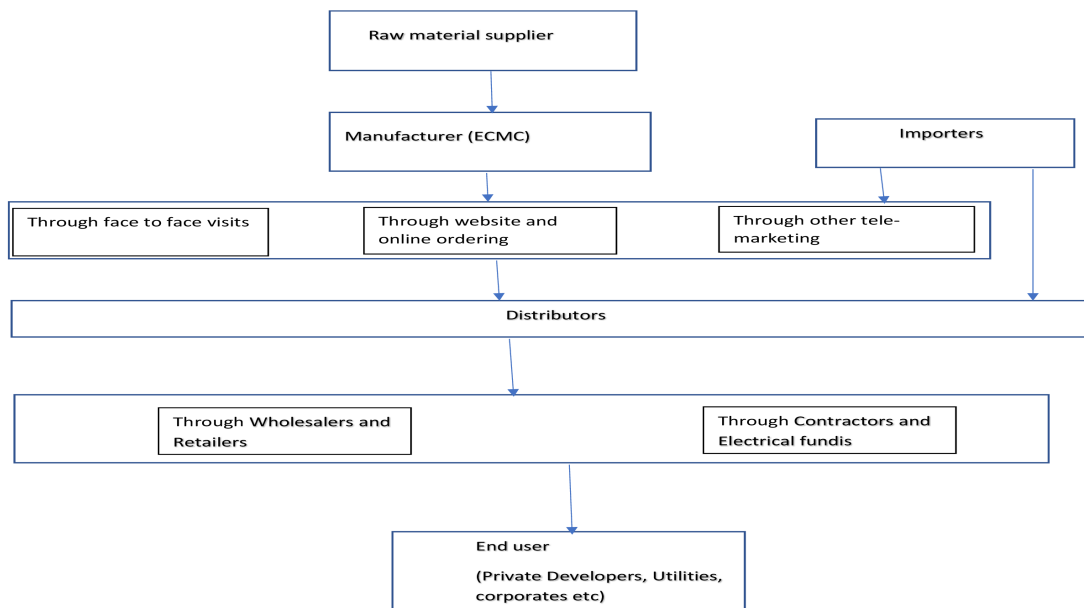 Raw material supplier
Manufacturer (ECMC)
Importers
Through face to face visits
Through website and
online ordering
Through other tele-
marketing
Distributors
Through Wholesalers and
Retailers
Through Contractors and
Electrical fundis
End user
(Private Developers, Utilities,
corporates etc)